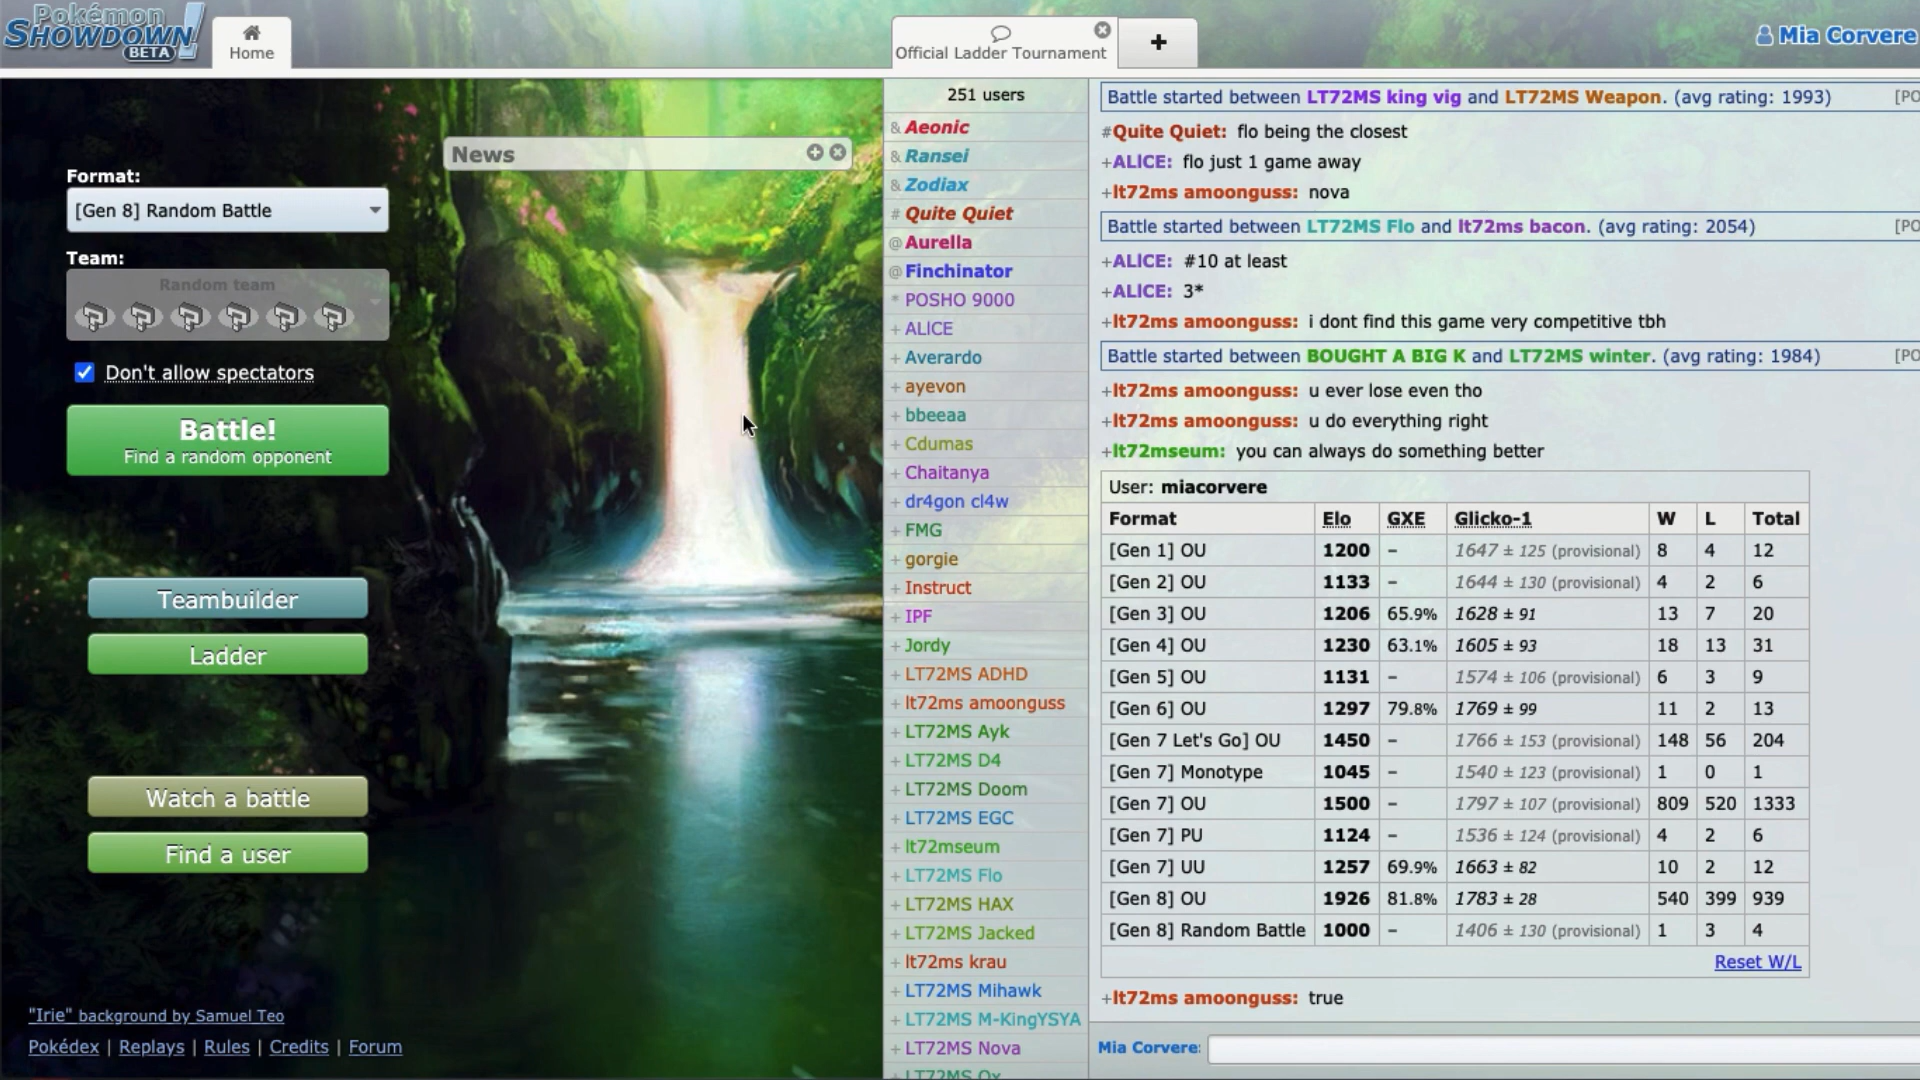 Pokémon
SHOWDOWN!
BETA
Home
Official Ladder Tournament
+
Mia Corvere
Format:
[Gen 8] Random Battle
Team:
Random team
? ? ? ? ? ?
Don't allow spectators
Battle!
Find a random opponent
Teambuilder
Ladder
Watch a battle
Find a user
"Irie" background by Samuel Teo
Pokédex | Replays | Rules | Credits | Forum
News
251 users
& Aeonic
& Ransei
& Zodiax
# Quite Quiet
@ Aurella
@ Finchinator
* POSHO 9000
+ ALICE
+ Averardo
+ ayevon
+ bbeeaa
+ Cdumas
+ Chaitanya
+ dr4gon cl4w
+ FMG
+ gorgie
+ Instruct
+ IPF
+ Jordy
+ LT72MS ADHD
+ lt72ms amoonguss
+ LT72MS Ayk
+ LT72MS D4
+ LT72MS Doom
+ LT72MS EGC
+ lt72mseum
+ LT72MS Flo
+ LT72MS HAX
+ LT72MS Jacked
+ lt72ms krau
+ LT72MS Mihawk
+ LT72MS M-KingYSYA
+ LT72MS Nova
+ LT72MS Ox
Battle started between LT72MS king vig and LT72MS Weapon. (avg rating: 1993)
#Quite Quiet: flo being the closest
+ALICE: flo just 1 game away
+lt72ms amoonguss: nova
Battle started between LT72MS Flo and lt72ms bacon. (avg rating: 2054)
+ALICE: #10 at least
+ALICE: 3*
+lt72ms amoonguss: i dont find this game very competitive tbh
Battle started between BOUGHT A BIG K and LT72MS winter. (avg rating: 1984)
+lt72ms amoonguss: u ever lose even tho
+lt72ms amoonguss: u do everything right
+lt72mseum: you can always do something better
User: miacorvere
Format Elo GXE Glicko-1 W L Total
[Gen 1] OU 1200 – 1647 ± 125 (provisional) 8 4 12
[Gen 2] OU 1133 – 1644 ± 130 (provisional) 4 2 6
[Gen 3] OU 1206 65.9% 1628 ± 91 13 7 20
[Gen 4] OU 1230 63.1% 1605 ± 93 18 13 31
[Gen 5] OU 1131 – 1574 ± 106 (provisional) 6 3 9
[Gen 6] OU 1297 79.8% 1769 ± 99 11 2 13
[Gen 7 Let's Go] OU 1450 – 1766 ± 153 (provisional) 148 56 204
[Gen 7] Monotype 1045 – 1540 ± 123 (provisional) 1 0 1
[Gen 7] OU 1500 – 1797 ± 107 (provisional) 809 520 1333
[Gen 7] PU 1124 – 1536 ± 124 (provisional) 4 2 6
[Gen 7] UU 1257 69.9% 1663 ± 82 10 2 12
[Gen 8] OU 1926 81.8% 1783 ± 28 540 399 939
[Gen 8] Random Battle 1000 – 1406 ± 130 (provisional) 1 3 4
Reset W/L
+lt72ms amoonguss: true
Mia Corvere: